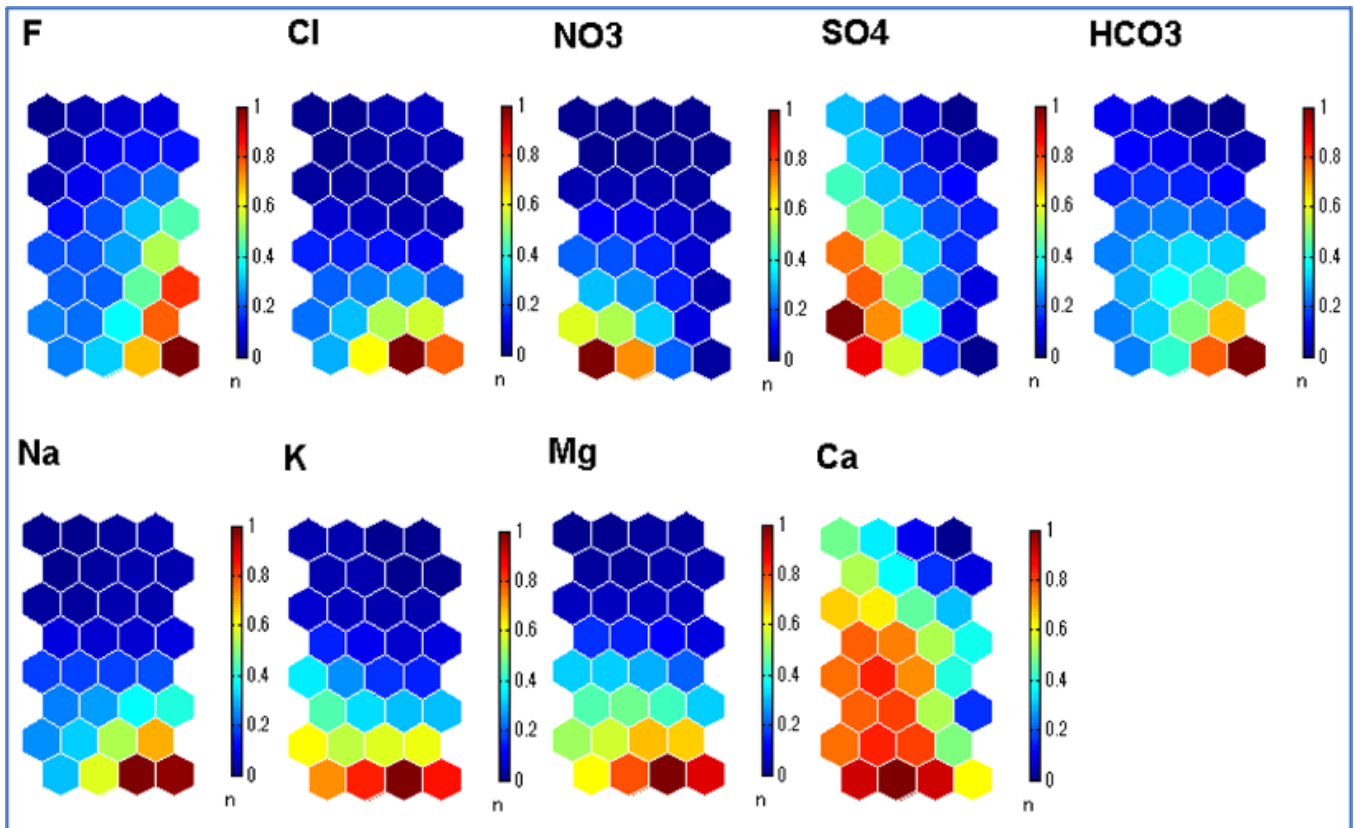 F Cl NO3 SO4 HCO3
1 1 1 1 1
0.8 0.8 0.8 0.8 0.8
0.6 0.6 0.6 0.6 0.6
0.4 0.4 0.4 0.4 0.4
0.2 0.2 0.2 0.2 0.2
0 0 0 0 0
n n n n n
Na K Mg Ca
1 1 1 1
0.8 0.8 0.8 0.8
0.6 0.6 0.6 0.6
0.4 0.4 0.4 0.4
0.2 0.2 0.2 0.2
0 0 0 0
n n n n